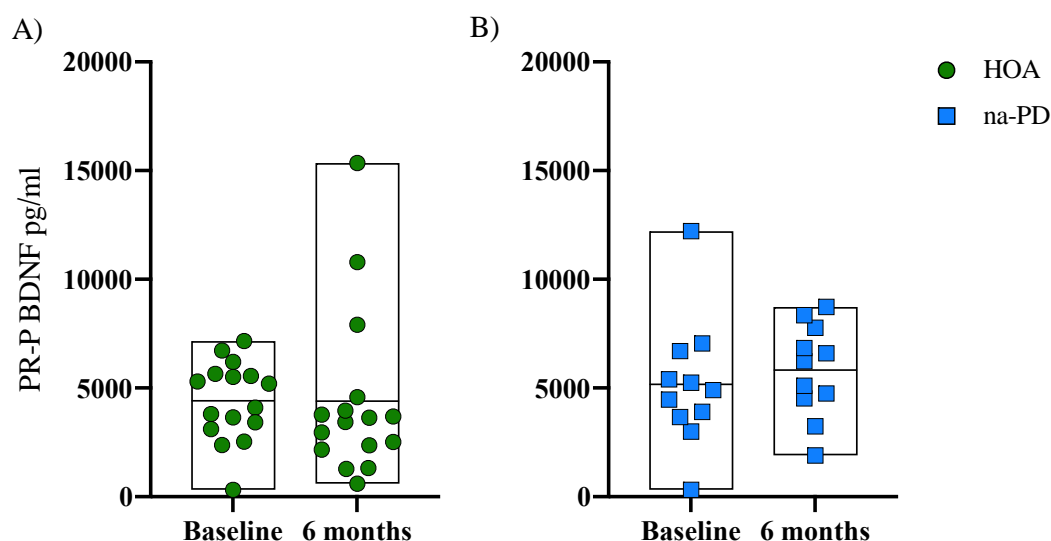 A)
B)
20000
15000
10000
5000
0
PR-P BDNF pg/ml
Baseline 6 months
20000
15000
10000
5000
0
Baseline 6 months
HOA
na-PD